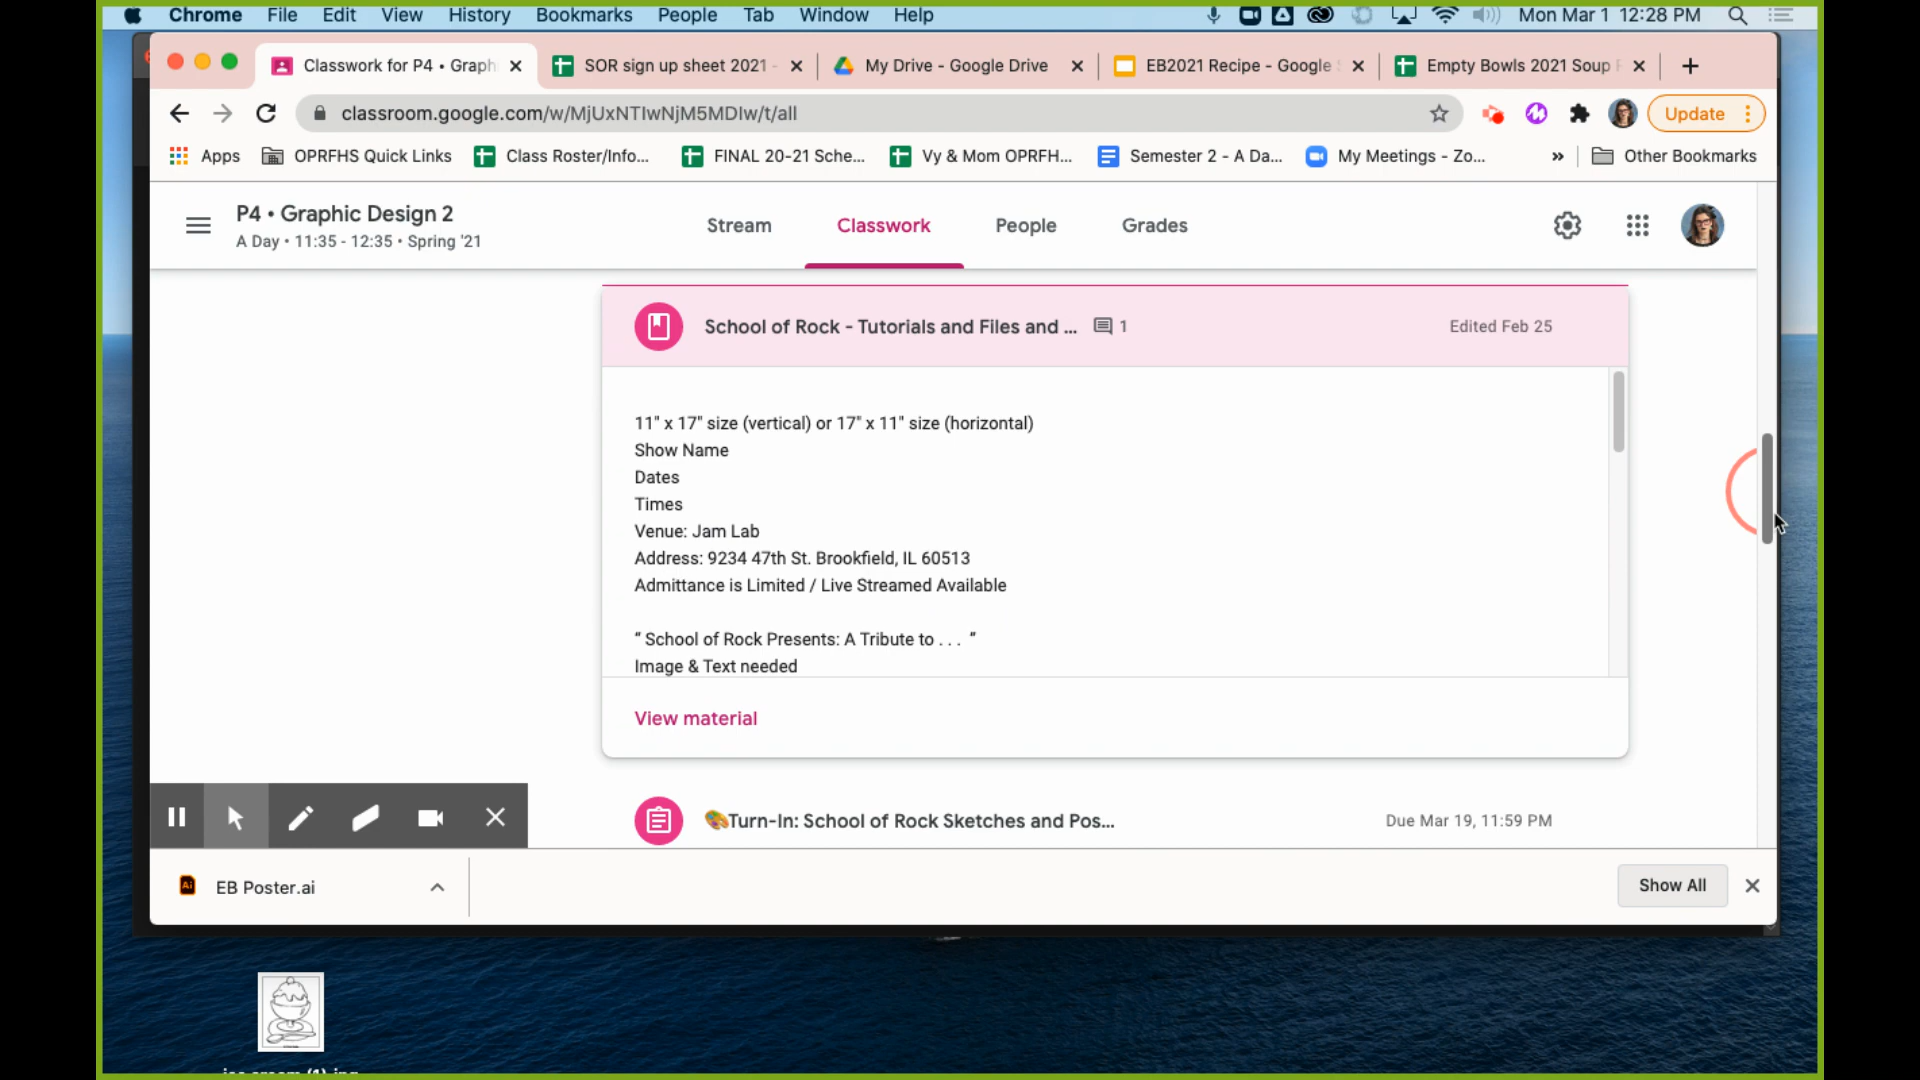 Chrome File Edit View History Bookmarks People Tab Window Help Mon Mar 1 12:28 PM
Classwork for P4 • Graph SOR sign up sheet 2021 - My Drive - Google Drive EB2021 Recipe - Google Empty Bowls 2021 Soup
classroom.google.com/w/MjUxNTIwNjM5MDIw/t/all Update
Apps OPRFHS Quick Links Class Roster/Info... FINAL 20-21 Sche... Vy & Mom OPRFH... Semester 2 - A Da... My Meetings - Zo... » Other Bookmarks
P4 • Graphic Design 2
A Day • 11:35 - 12:35 • Spring '21
Stream Classwork People Grades
School of Rock - Tutorials and Files and ... 1 Edited Feb 25
11" x 17" size (vertical) or 17" x 11" size (horizontal)
Show Name
Dates
Times
Venue: Jam Lab
Address: 9234 47th St. Brookfield, IL 60513
Admittance is Limited / Live Streamed Available
“ School of Rock Presents: A Tribute to . . . “
Image & Text needed
View material
Turn-In: School of Rock Sketches and Pos... Due Mar 19, 11:59 PM
Ai EB Poster.ai Show All